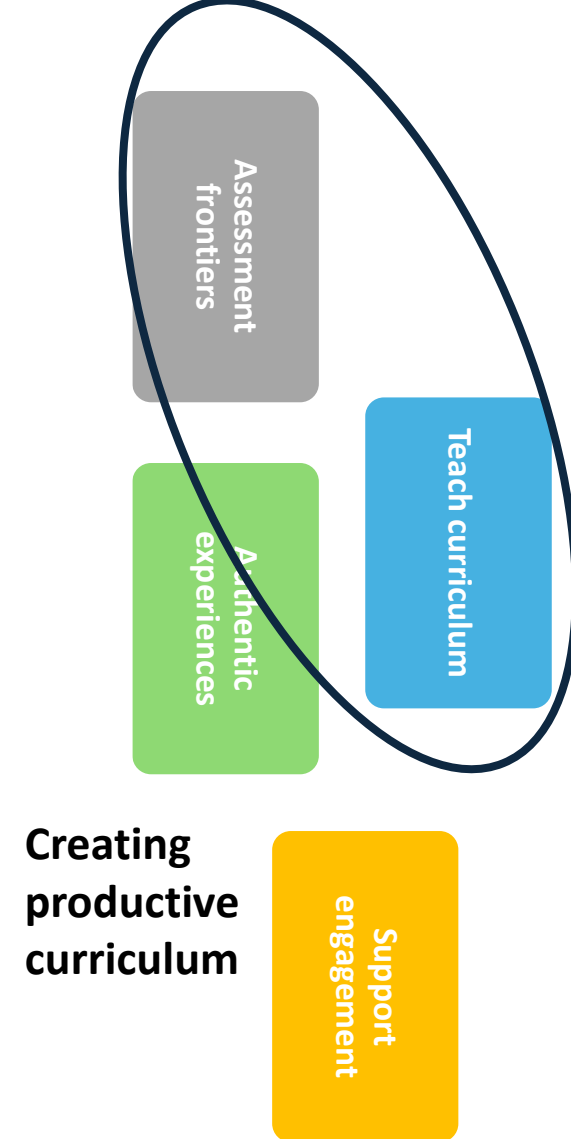 Assessment
frontiers
Teach curriculum
Authentic
experiences
Creating
productive
curriculum
Support
engagement